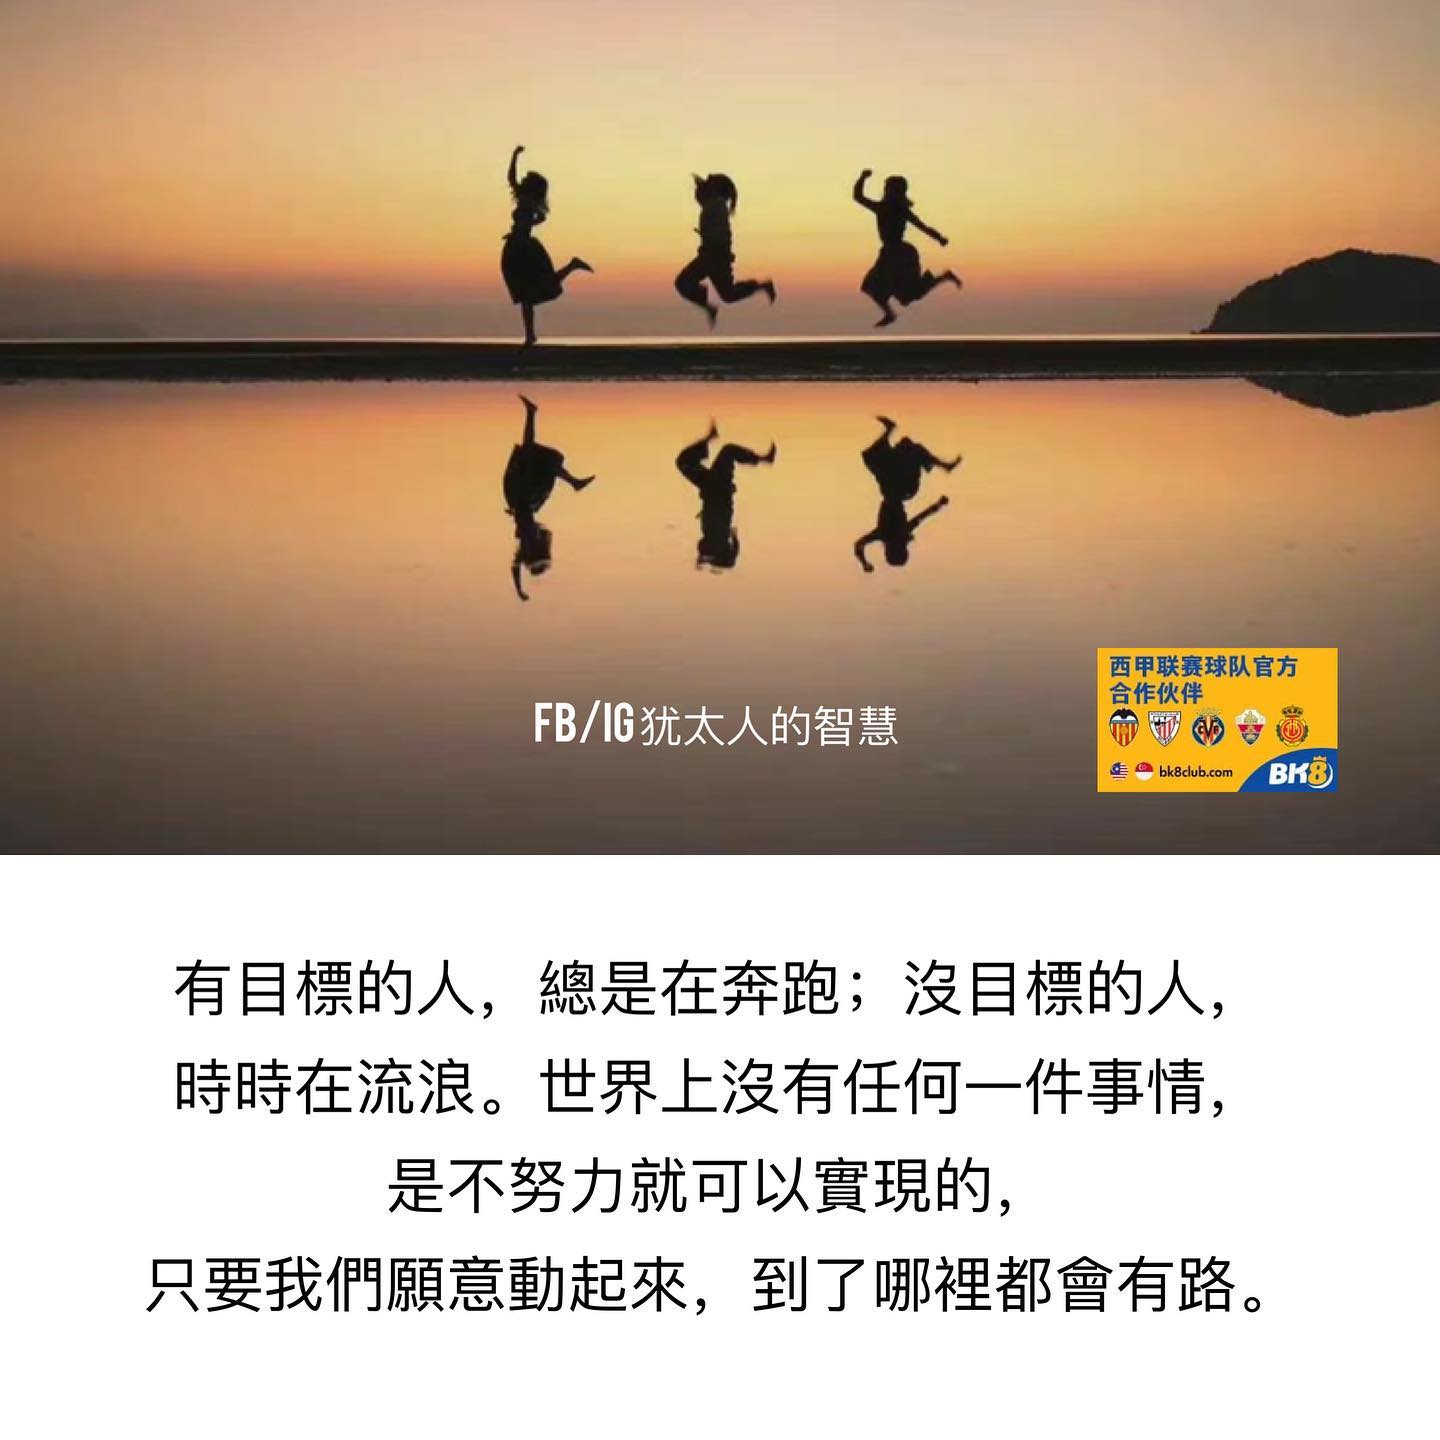 FB/IG犹太人的智慧
西甲联赛球队官方
合作伙伴
bk8club.com
BK8
有目標的人，總是在奔跑；沒目標的人，
時時在流浪。世界上沒有任何一件事情，
是不努力就可以實現的，
只要我們願意動起來，到了哪裡都會有路。